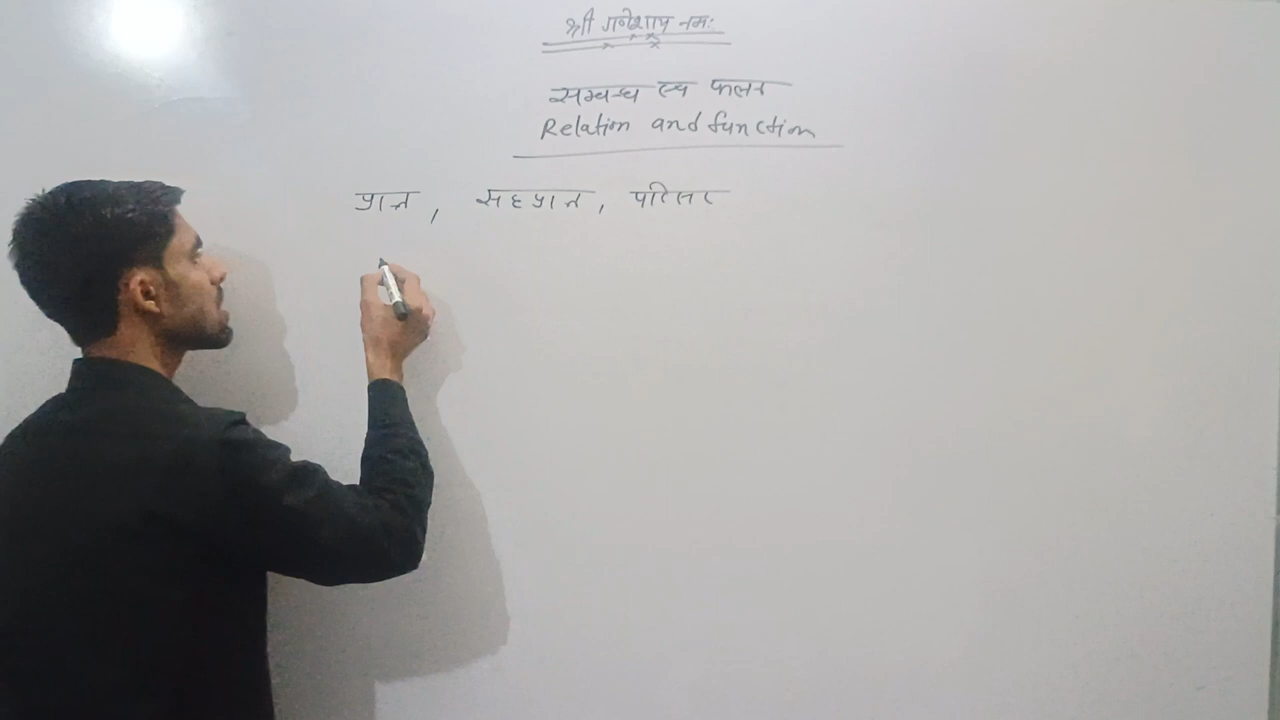 श्री गणेशाय नमः
सम्बन्ध एवं फलन
Relation and function
प्रान्त, सहप्रान्त, परिसर